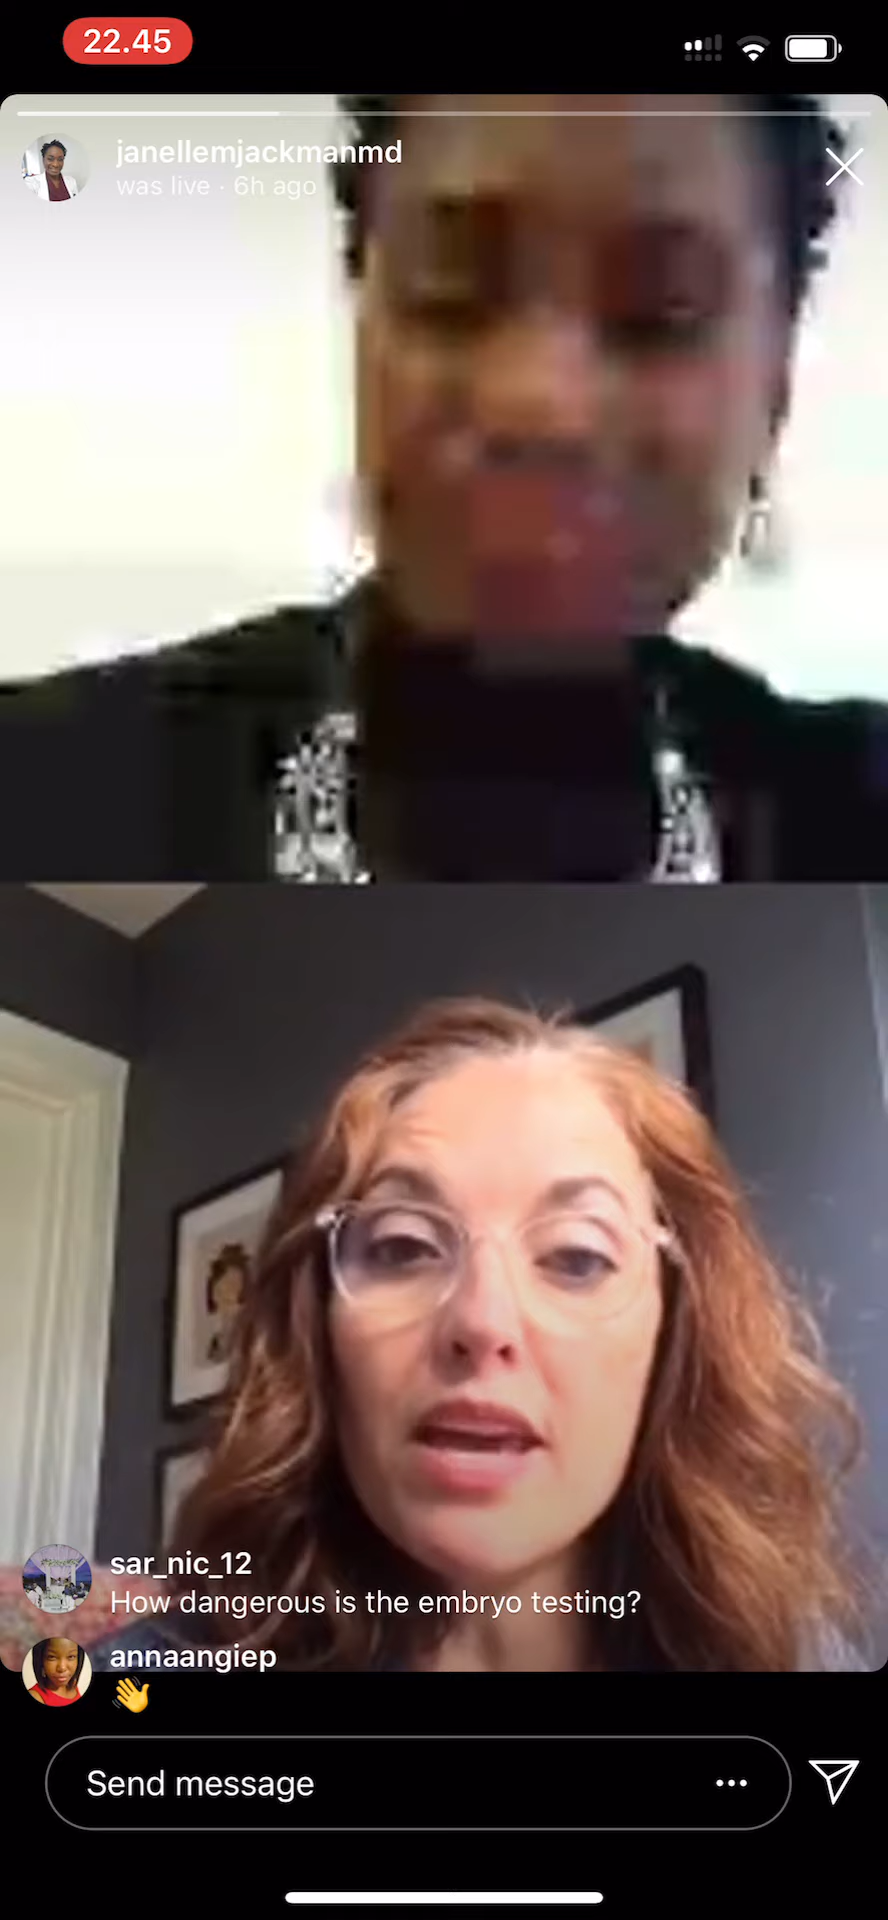 22.45
janellemjackmanmd
was live · 6h ago
sar_nic_12
How dangerous is the embryo testing?
annaangiep
👋
Send message